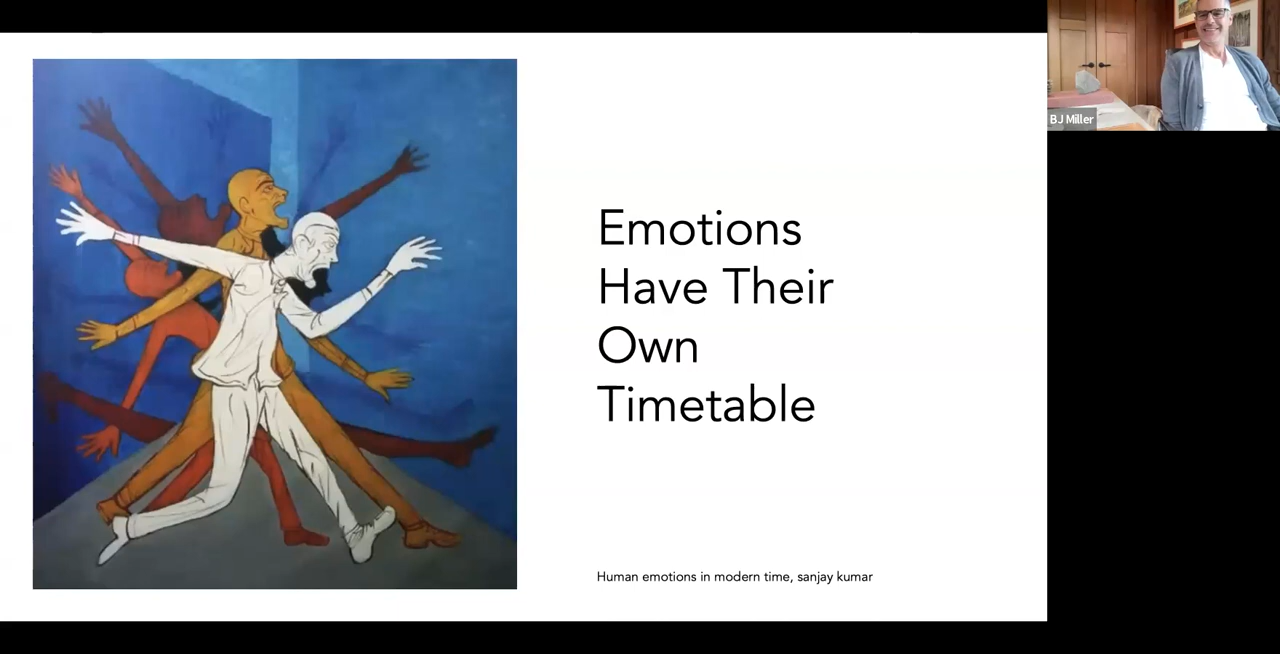 BJ Miller
Emotions
Have Their
Own
Timetable
Human emotions in modern time, sanjay kumar